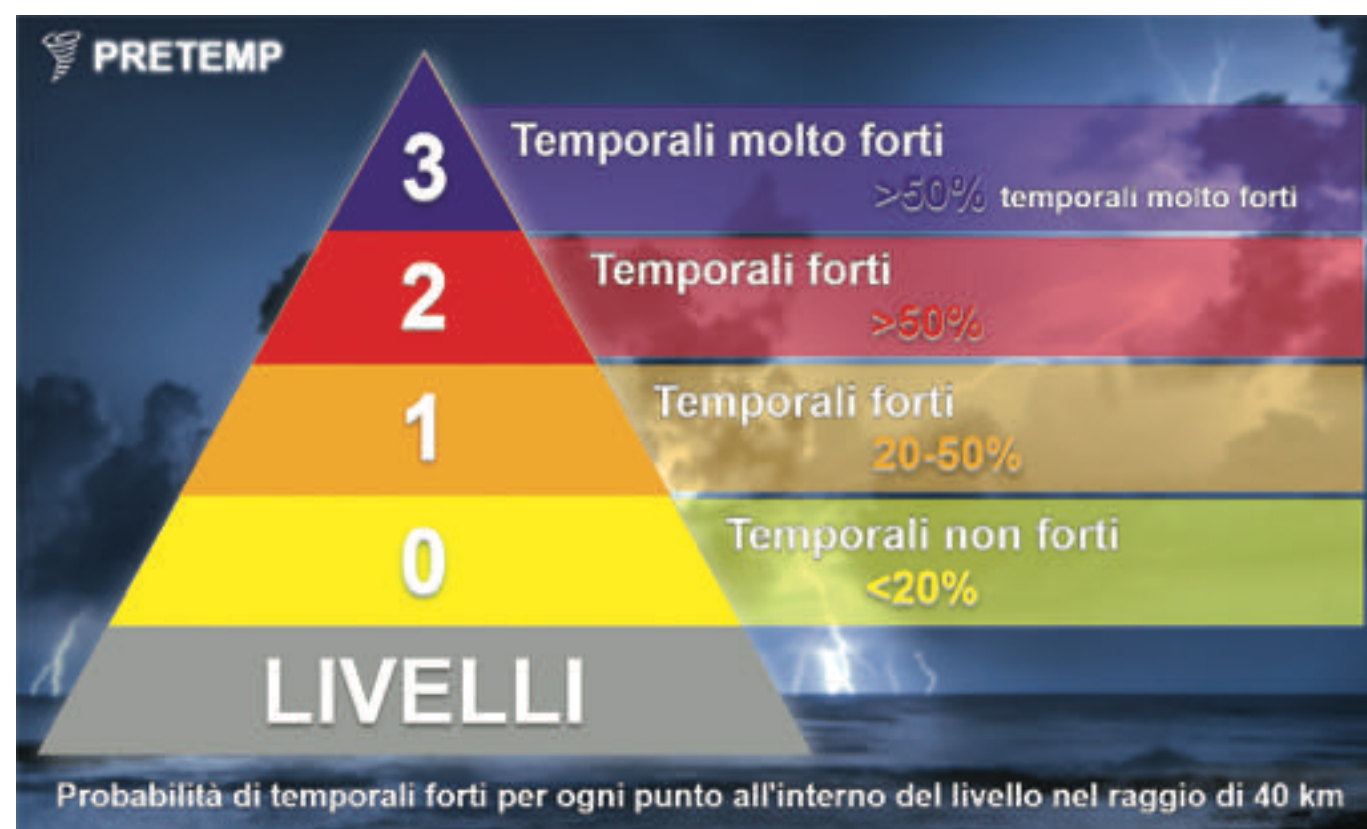 PRETEMP
3
Temporali molto forti
>50% temporali molto forti
2
Temporali forti
>50%
1
Temporali forti
20-50%
0
Temporali non forti
<20%
LIVELLI
Probabilità di temporali forti per ogni punto all'interno del livello nel raggio di 40 km